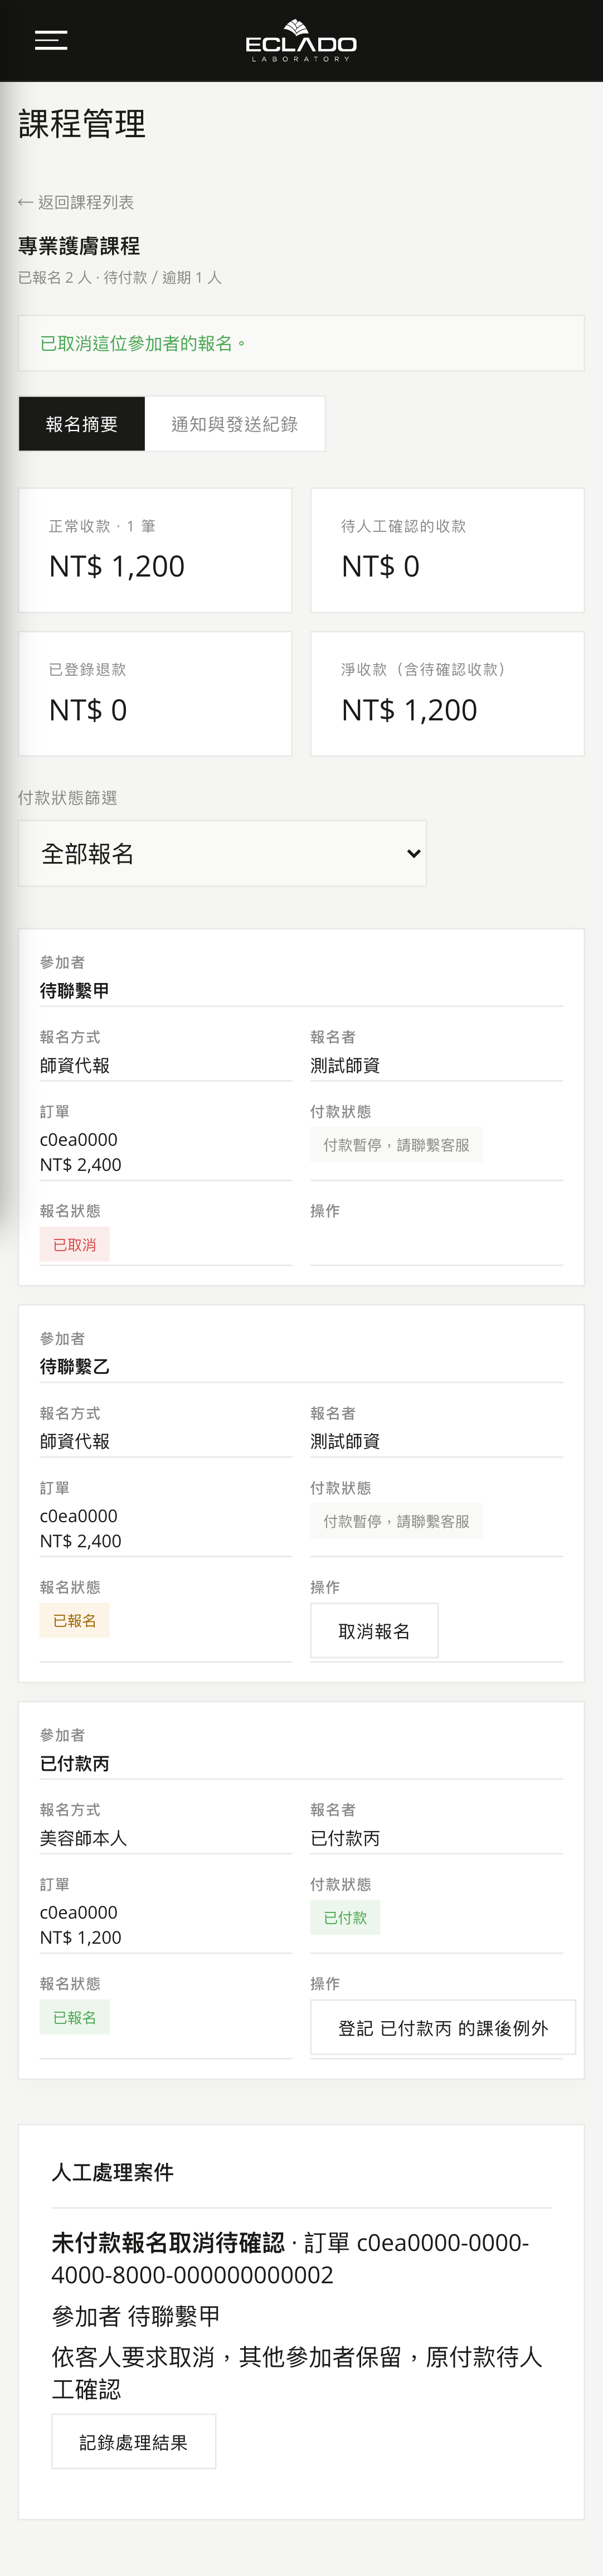 ECLADO
LABORATORY
課程管理
← 返回課程列表
專業護膚課程
已報名 2 人 · 待付款 / 逾期 1 人
已取消這位參加者的報名。
報名摘要 通知與發送紀錄
正常收款 · 1 筆 待人工確認的收款
NT$ 1,200 NT$ 0
已登錄退款 淨收款（含待確認收款）
NT$ 0 NT$ 1,200
付款狀態篩選
全部報名
參加者
待聯繫甲
報名方式 報名者
師資代報 測試師資
訂單 付款狀態
c0ea0000 付款暫停，請聯繫客服
NT$ 2,400
報名狀態 操作
已取消
參加者
待聯繫乙
報名方式 報名者
師資代報 測試師資
訂單 付款狀態
c0ea0000 付款暫停，請聯繫客服
NT$ 2,400
報名狀態 操作
已報名 取消報名
參加者
已付款丙
報名方式 報名者
美容師本人 已付款丙
訂單 付款狀態
c0ea0000 已付款
NT$ 1,200
報名狀態 操作
已報名 登記 已付款丙 的課後例外
人工處理案件
未付款報名取消待確認 · 訂單 c0ea0000-0000-
4000-8000-000000000002
參加者 待聯繫甲
依客人要求取消，其他參加者保留，原付款待人
工確認
記錄處理結果